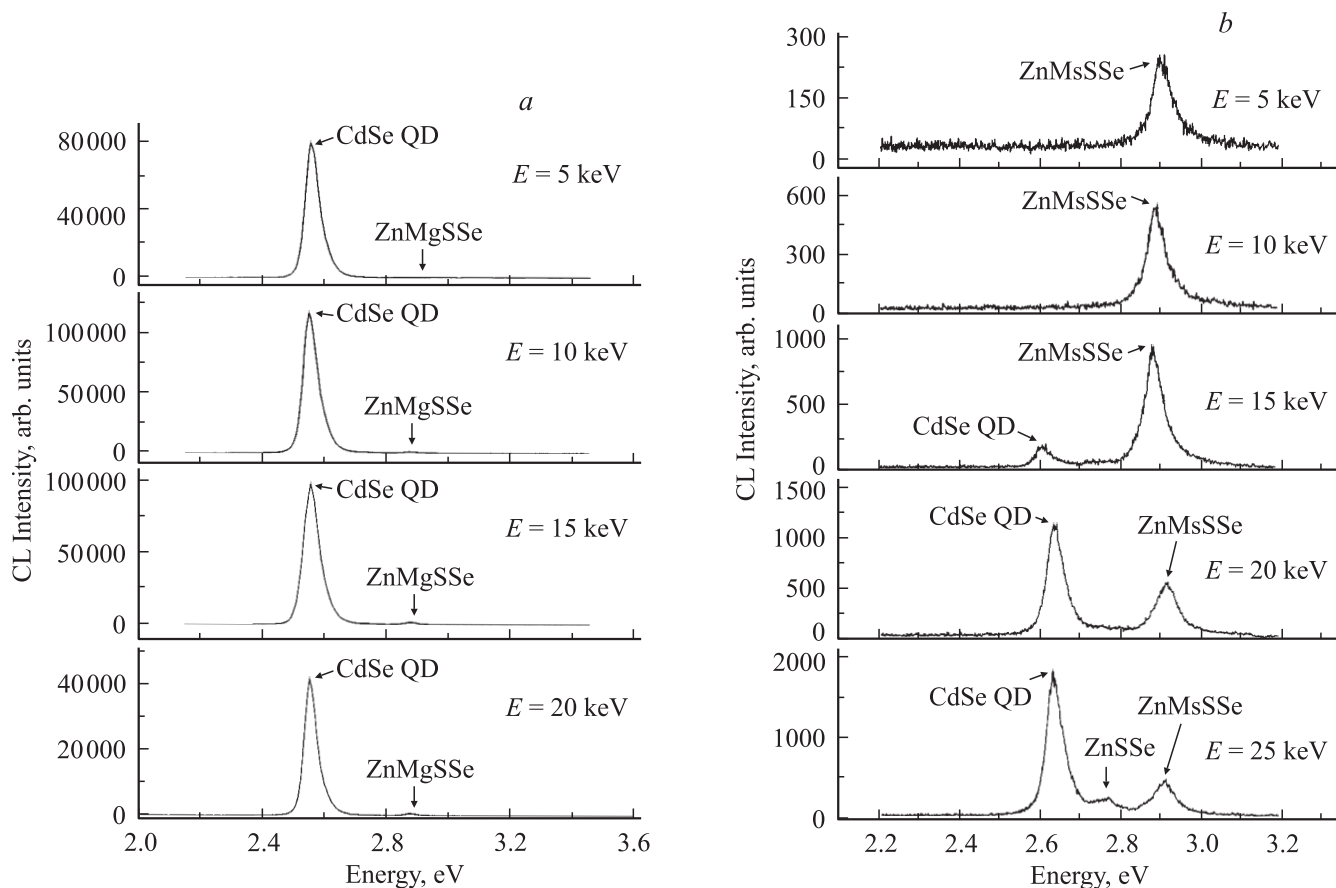 a
80000
40000
0
CdSe QD
E = 5 keV
ZnMgSSe
100000
50000
0
CdSe QD
E = 10 keV
ZnMgSSe
100000
50000
0
CdSe QD
E = 15 keV
ZnMgSSe
40000
20000
0
CdSe QD
E = 20 keV
ZnMgSSe
2.0 2.4 2.8 3.2 3.6
Energy, eV
CL Intensity, arb. units
b
300
150
0
ZnMsSSe
E = 5 keV
600
300
0
ZnMsSSe
E = 10 keV
1000
500
0
ZnMsSSe
E = 15 keV
CdSe QD
1500
1000
500
0
CdSe QD
ZnMsSSe
E = 20 keV
2000
1000
0
CdSe QD
ZnSSe
ZnMsSSe
E = 25 keV
2.2 2.4 2.6 2.8 3.0 3.2
Energy, eV
CL Intensity, arb. units